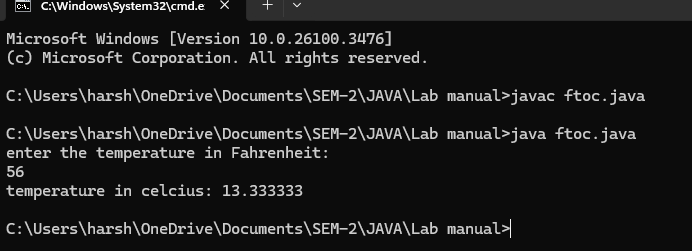 C:\Windows\System32\cmd.e
Microsoft Windows [Version 10.0.26100.3476]
(c) Microsoft Corporation. All rights reserved.
C:\Users\harsh\OneDrive\Documents\SEM-2\JAVA\Lab manual>javac ftoc.java
C:\Users\harsh\OneDrive\Documents\SEM-2\JAVA\Lab manual>java ftoc.java
enter the temperature in Fahrenheit:
56
temperature in celcius: 13.333333
C:\Users\harsh\OneDrive\Documents\SEM-2\JAVA\Lab manual>